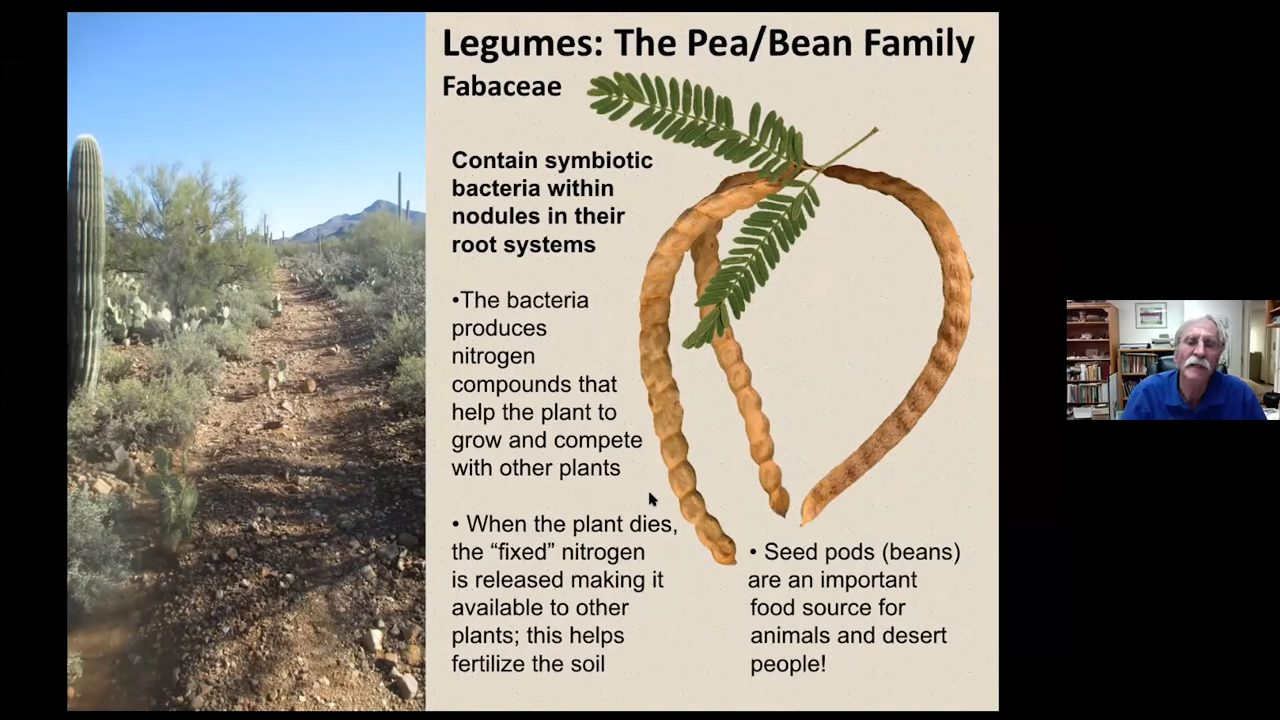 Legumes: The Pea/Bean Family
Fabaceae
Contain symbiotic
bacteria within
nodules in their
root systems
•The bacteria
produces
nitrogen
compounds that
help the plant to
grow and compete
with other plants
• When the plant dies,
the “fixed” nitrogen
is released making it
available to other
plants; this helps
fertilize the soil
• Seed pods (beans)
are an important
food source for
animals and desert
people!